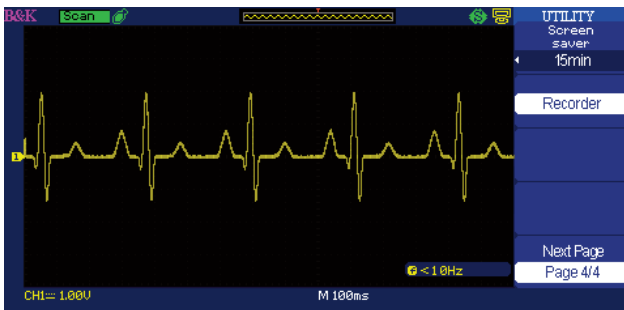 B&K Scan UTILITY
Screen
saver
15min
Recorder
1
Next Page
<10Hz Page 4/4
CH1 1.00V M 100ms